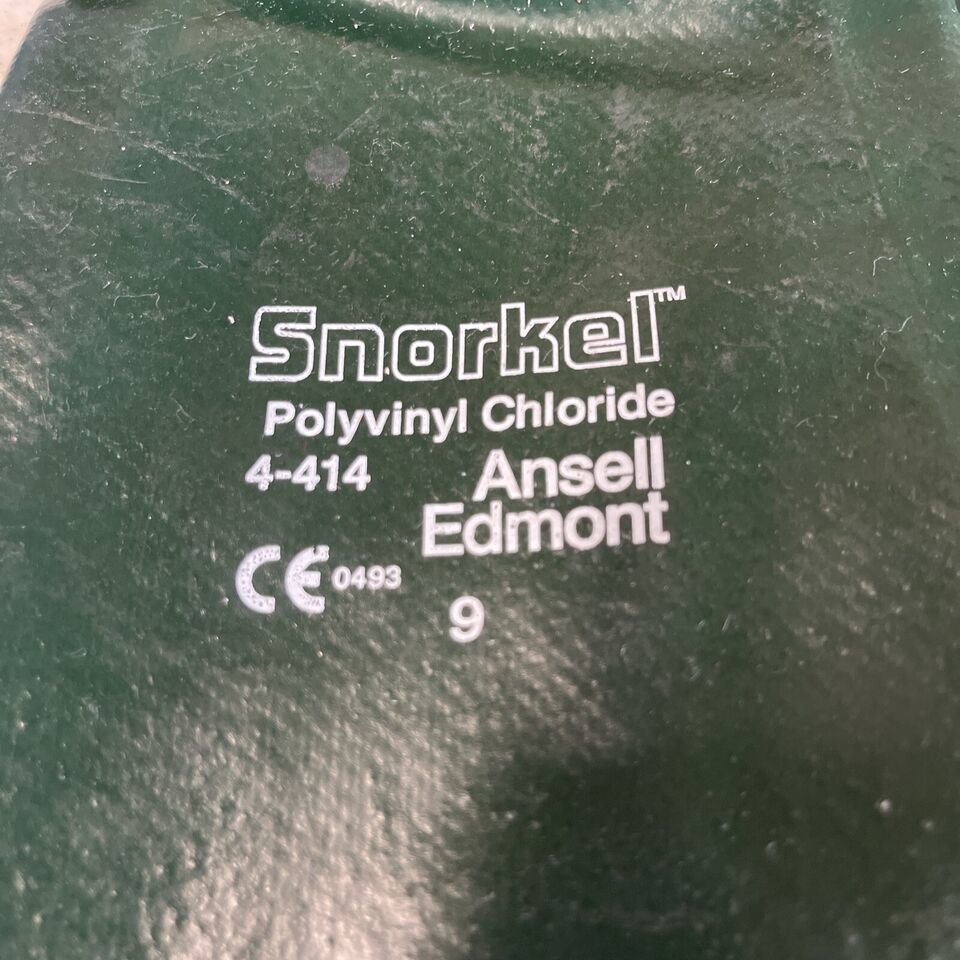 Snorkel™
Polyvinyl Chloride
4-414 Ansell
Edmont
CE 0493
9